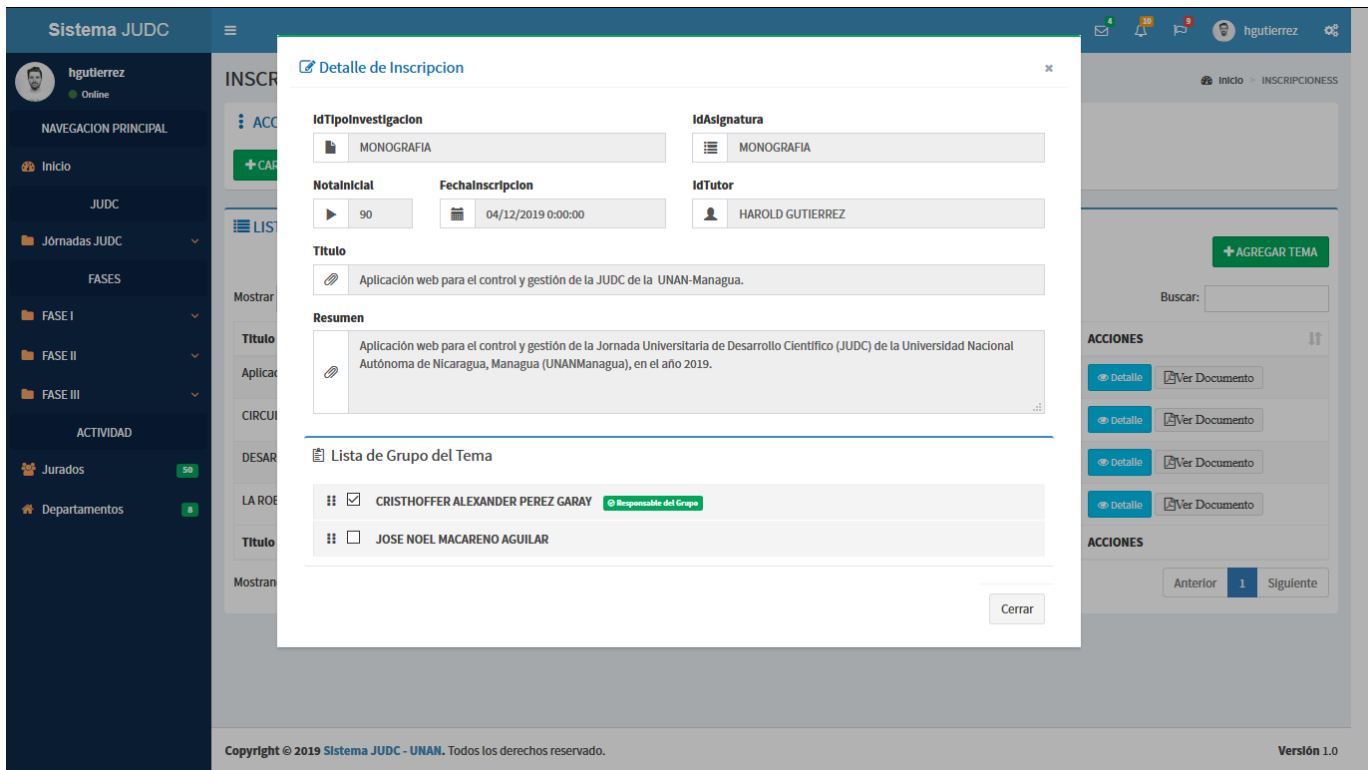 Sistema JUDC
4
10
9
hgutierrez
hgutierrez
Online
NAVEGACION PRINCIPAL
Inicio
JUDC
Jórnadas JUDC
FASES
FASE I
FASE II
FASE III
ACTIVIDAD
Jurados 50
Departamentos 8
INSCR
Inicio > INSCRIPCIONESS
ACC
+CAR
LIST
+AGREGAR TEMA
Mostrar
Buscar:
Titulo
ACCIONES
Aplicac
Detalle Ver Documento
CIRCUI
Detalle Ver Documento
DESAR
Detalle Ver Documento
LA ROB
Detalle Ver Documento
Titulo
ACCIONES
Mostran
Anterior 1 Siguiente
Detalle de Inscripcion ×
IdTipoInvestigacion IdAsignatura
MONOGRAFIA MONOGRAFIA
NotaInicial FechaInscripcion IdTutor
90 04/12/2019 0:00:00 HAROLD GUTIERREZ
Titulo
Aplicación web para el control y gestión de la JUDC de la UNAN-Managua.
Resumen
Aplicación web para el control y gestión de la Jornada Universitaria de Desarrollo Científico (JUDC) de la Universidad Nacional
Autónoma de Nicaragua, Managua (UNANManagua), en el año 2019.
Lista de Grupo del Tema
CRISTHOFFER ALEXANDER PEREZ GARAY Responsable del Grupo
JOSE NOEL MACARENO AGUILAR
Cerrar
Copyright © 2019 Sistema JUDC - UNAN. Todos los derechos reservado.
Versión 1.0